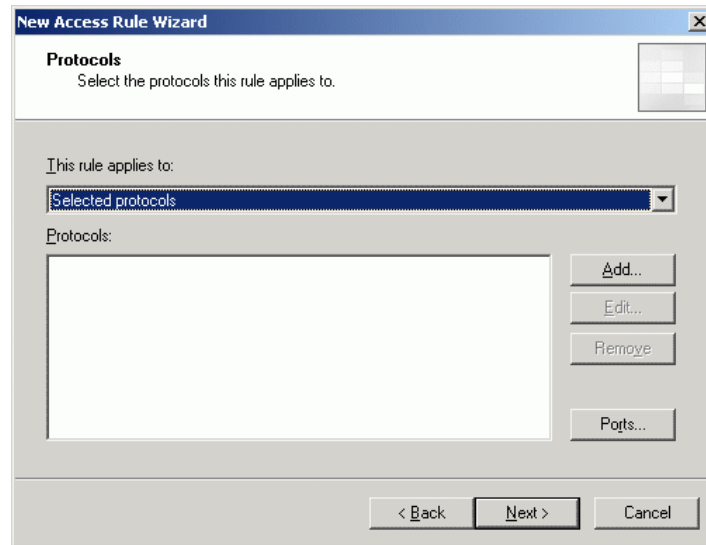 New Access Rule Wizard
Protocols
Select the protocols this rule applies to.
This rule applies to:
Selected protocols
Protocols:
Add...
Edit...
Remove
Ports...
< Back
Next >
Cancel